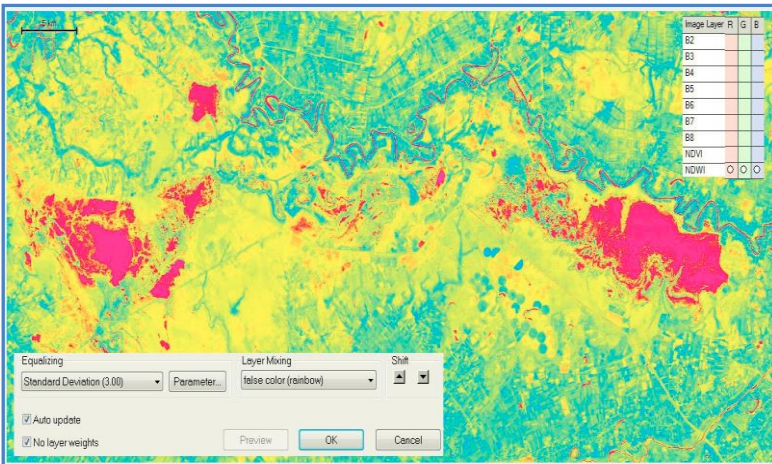 5 km
Image Layer R G B
B2
B3
B4
B5
B6
B7
B8
NDVI
NDWI
Equalizing
Layer Mixing
Shift
Standard Deviation (3.00)
Parameter...
false color (rainbow)
Auto update
No layer weights
Preview
OK
Cancel